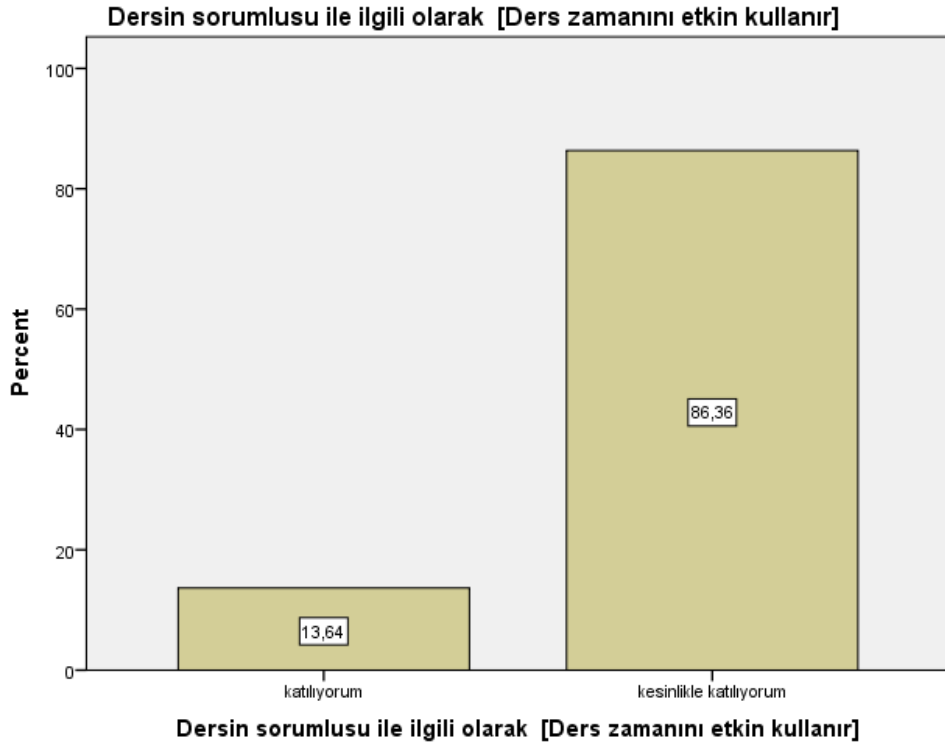 Dersin sorumlusu ile ilgili olarak [Ders zamanını etkin kullanır]
100
80
60
40
20
0
Percent
13,64
86,36
katılıyorum
kesinlikle katılıyorum
Dersin sorumlusu ile ilgili olarak [Ders zamanını etkin kullanır]